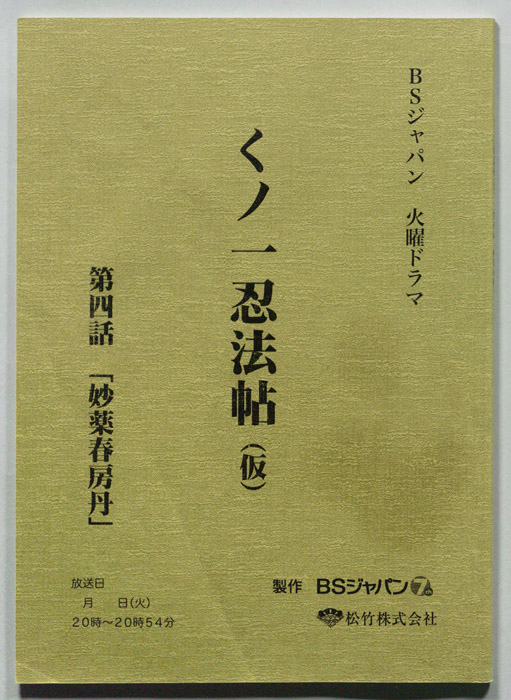 BSジャパン 火曜ドラマ
くノ一忍法帖(仮)
第四話 「妙薬春房丹」
放送日
月 日(火)
20時～20時54分
製作 BSジャパン 7ch
松竹株式会社